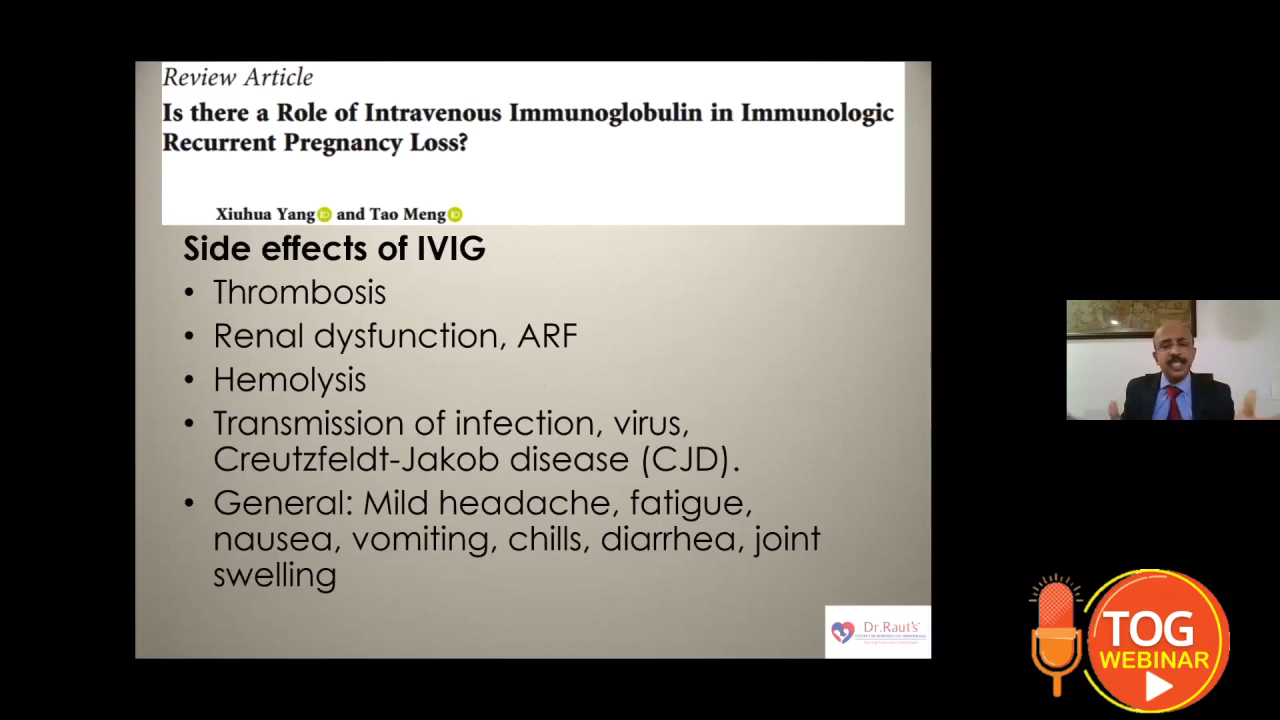 Review Article
Is there a Role of Intravenous Immunoglobulin in Immunologic
Recurrent Pregnancy Loss?
Xiuhua Yang and Tao Meng
Side effects of IVIG
• Thrombosis
• Renal dysfunction, ARF
• Hemolysis
• Transmission of infection, virus,
Creutzfeldt-Jakob disease (CJD).
• General: Mild headache, fatigue,
nausea, vomiting, chills, diarrhea, joint
swelling
Dr.Raut's
TOG
WEBINAR